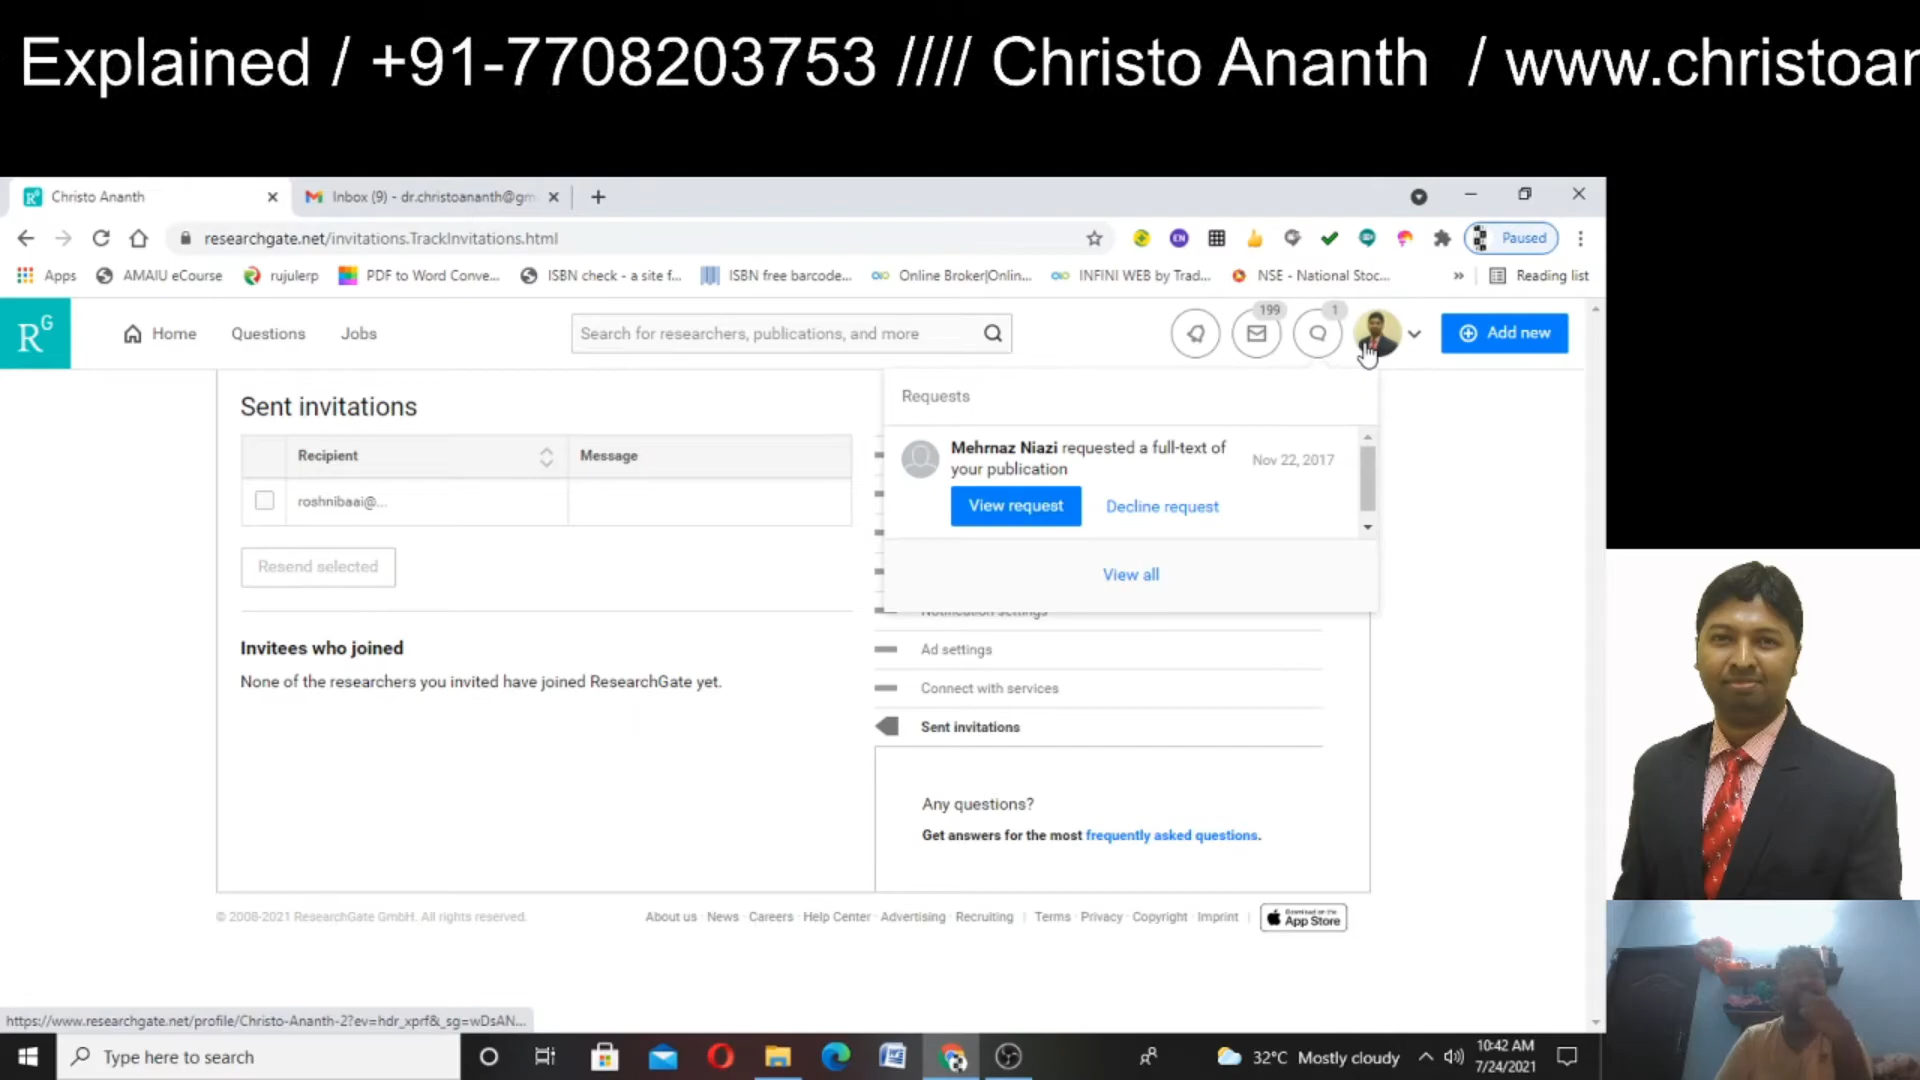 Explained / +91-7708203753 //// Christo Ananth / www.christoan
Christo Ananth
Inbox (9) - dr.christoananth@gm
researchgate.net/invitations.TrackInvitations.html
Paused
Apps
AMAIU eCourse
rujulerp
PDF to Word Conve...
ISBN check - a site f...
ISBN free barcode...
Online Broker|Onlin...
INFINI WEB by Trad...
NSE - National Stoc...
»
Reading list
RG
Home
Questions
Jobs
Search for researchers, publications, and more
199
1
Add new
Sent invitations
Recipient
Message
roshnibaai@...
Resend selected
Invitees who joined
None of the researchers you invited have joined ResearchGate yet.
Requests
Mehrnaz Niazi requested a full-text of
your publication
Nov 22, 2017
View request
Decline request
View all
Notification settings
Ad settings
Connect with services
Sent invitations
Any questions?
Get answers for the most frequently asked questions.
© 2008-2021 ResearchGate GmbH. All rights reserved.
About us · News · Careers · Help Center · Advertising · Recruiting | Terms · Privacy · Copyright · Imprint |
Download on the
App Store
https://www.researchgate.net/profile/Christo-Ananth-2?ev=hdr_xprf&_sg=wDsAN...
Type here to search
32°C Mostly cloudy
10:42 AM
7/24/2021